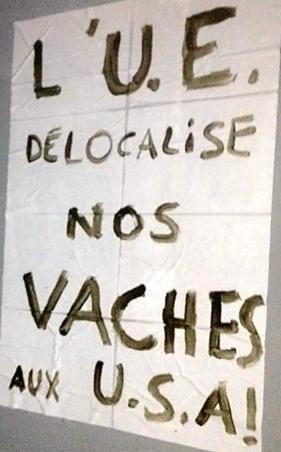 L'U.E.
DÉLOCALiSE
NOS
VACHES
AUX U.S.A!